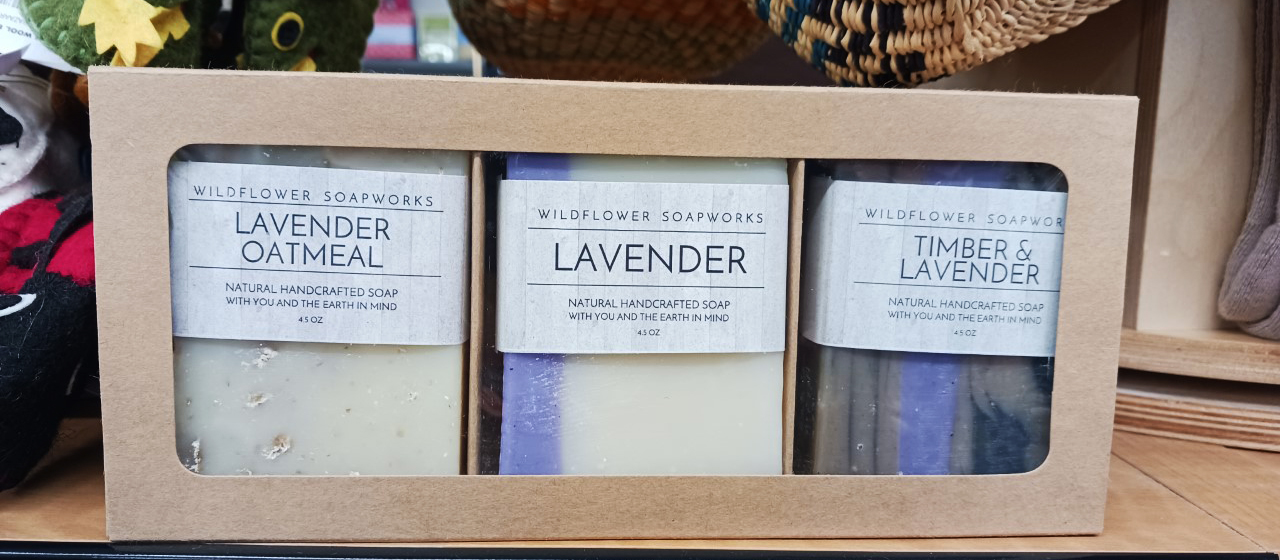 WILDFLOWER SOAPWORKS
LAVENDER
OATMEAL
NATURAL HANDCRAFTED SOAP
WITH YOU AND THE EARTH IN MIND
4.5 OZ
WILDFLOWER SOAPWORKS
LAVENDER
NATURAL HANDCRAFTED SOAP
WITH YOU AND THE EARTH IN MIND
4.5 OZ
WILDFLOWER SOAPWOR
TIMBER &
LAVENDER
NATURAL HANDCRAFTED SOAP
WITH YOU AND THE EARTH IN MIND
4.5 OZ